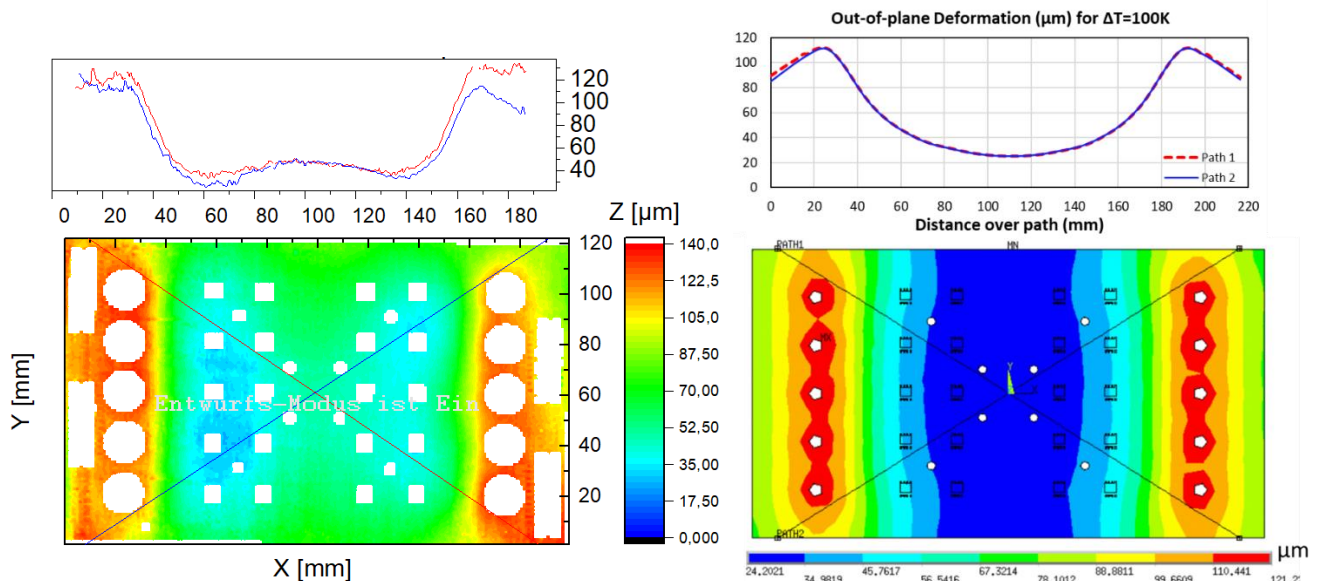 120
100
80
60
40
0 20 40 60 80 100 120 140 160 180
Z [µm]
120
100
80
60
40
20
Y [mm]
X [mm]
Entwurfs-Modus ist Ein
140,0
122,5
105,0
87,50
70,00
52,50
35,00
17,50
0,000
Out-of-plane Deformation (µm) for ΔT=100K
120
100
80
60
40
20
0
Path 1
Path 2
0 20 40 60 80 100 120 140 160 180 200 220
Distance over path (mm)
PATH1
MN
MX
Y
X
PATH2
µm
24,2021 45,7617 67,3214 88,8811 110,441
34,9819 56,5416 78,1012 99,6609 121,2